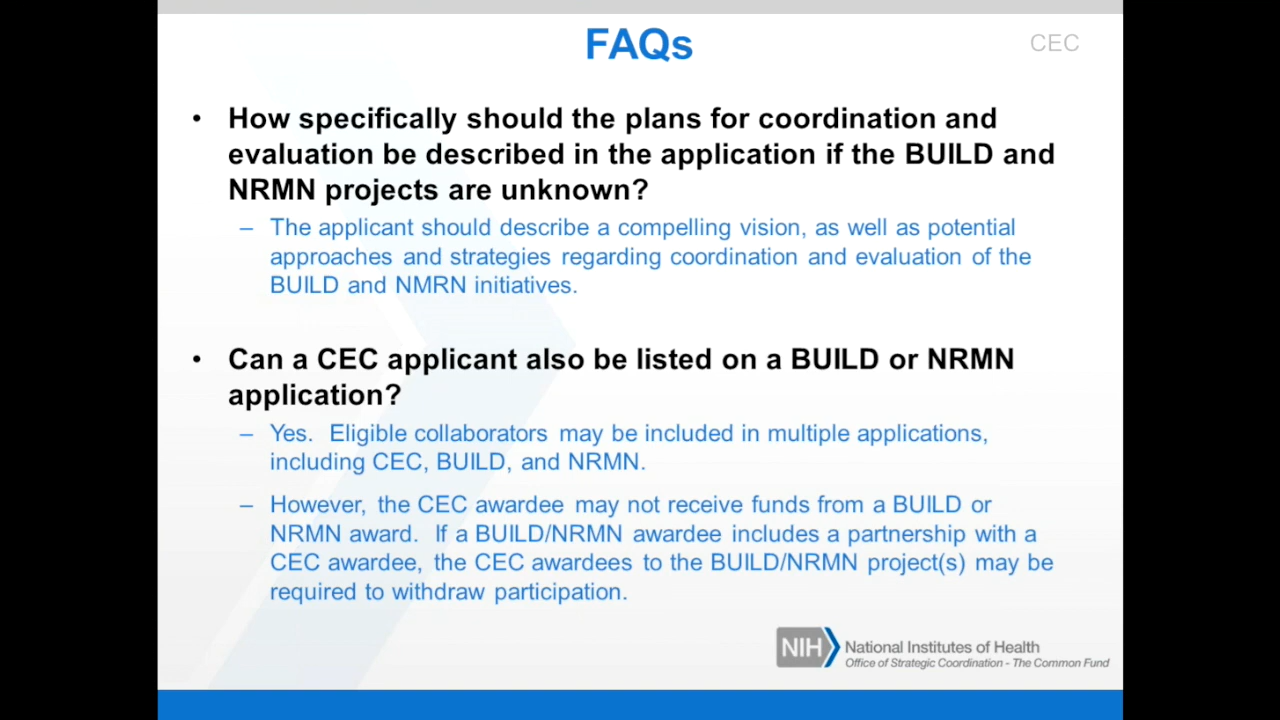 FAQs
CEC
• How specifically should the plans for coordination and
evaluation be described in the application if the BUILD and
NRMN projects are unknown?
– The applicant should describe a compelling vision, as well as potential
approaches and strategies regarding coordination and evaluation of the
BUILD and NMRN initiatives.
• Can a CEC applicant also be listed on a BUILD or NRMN
application?
– Yes. Eligible collaborators may be included in multiple applications,
including CEC, BUILD, and NRMN.
– However, the CEC awardee may not receive funds from a BUILD or
NRMN award. If a BUILD/NRMN awardee includes a partnership with a
CEC awardee, the CEC awardees to the BUILD/NRMN project(s) may be
required to withdraw participation.
NIH National Institutes of Health
Office of Strategic Coordination - The Common Fund